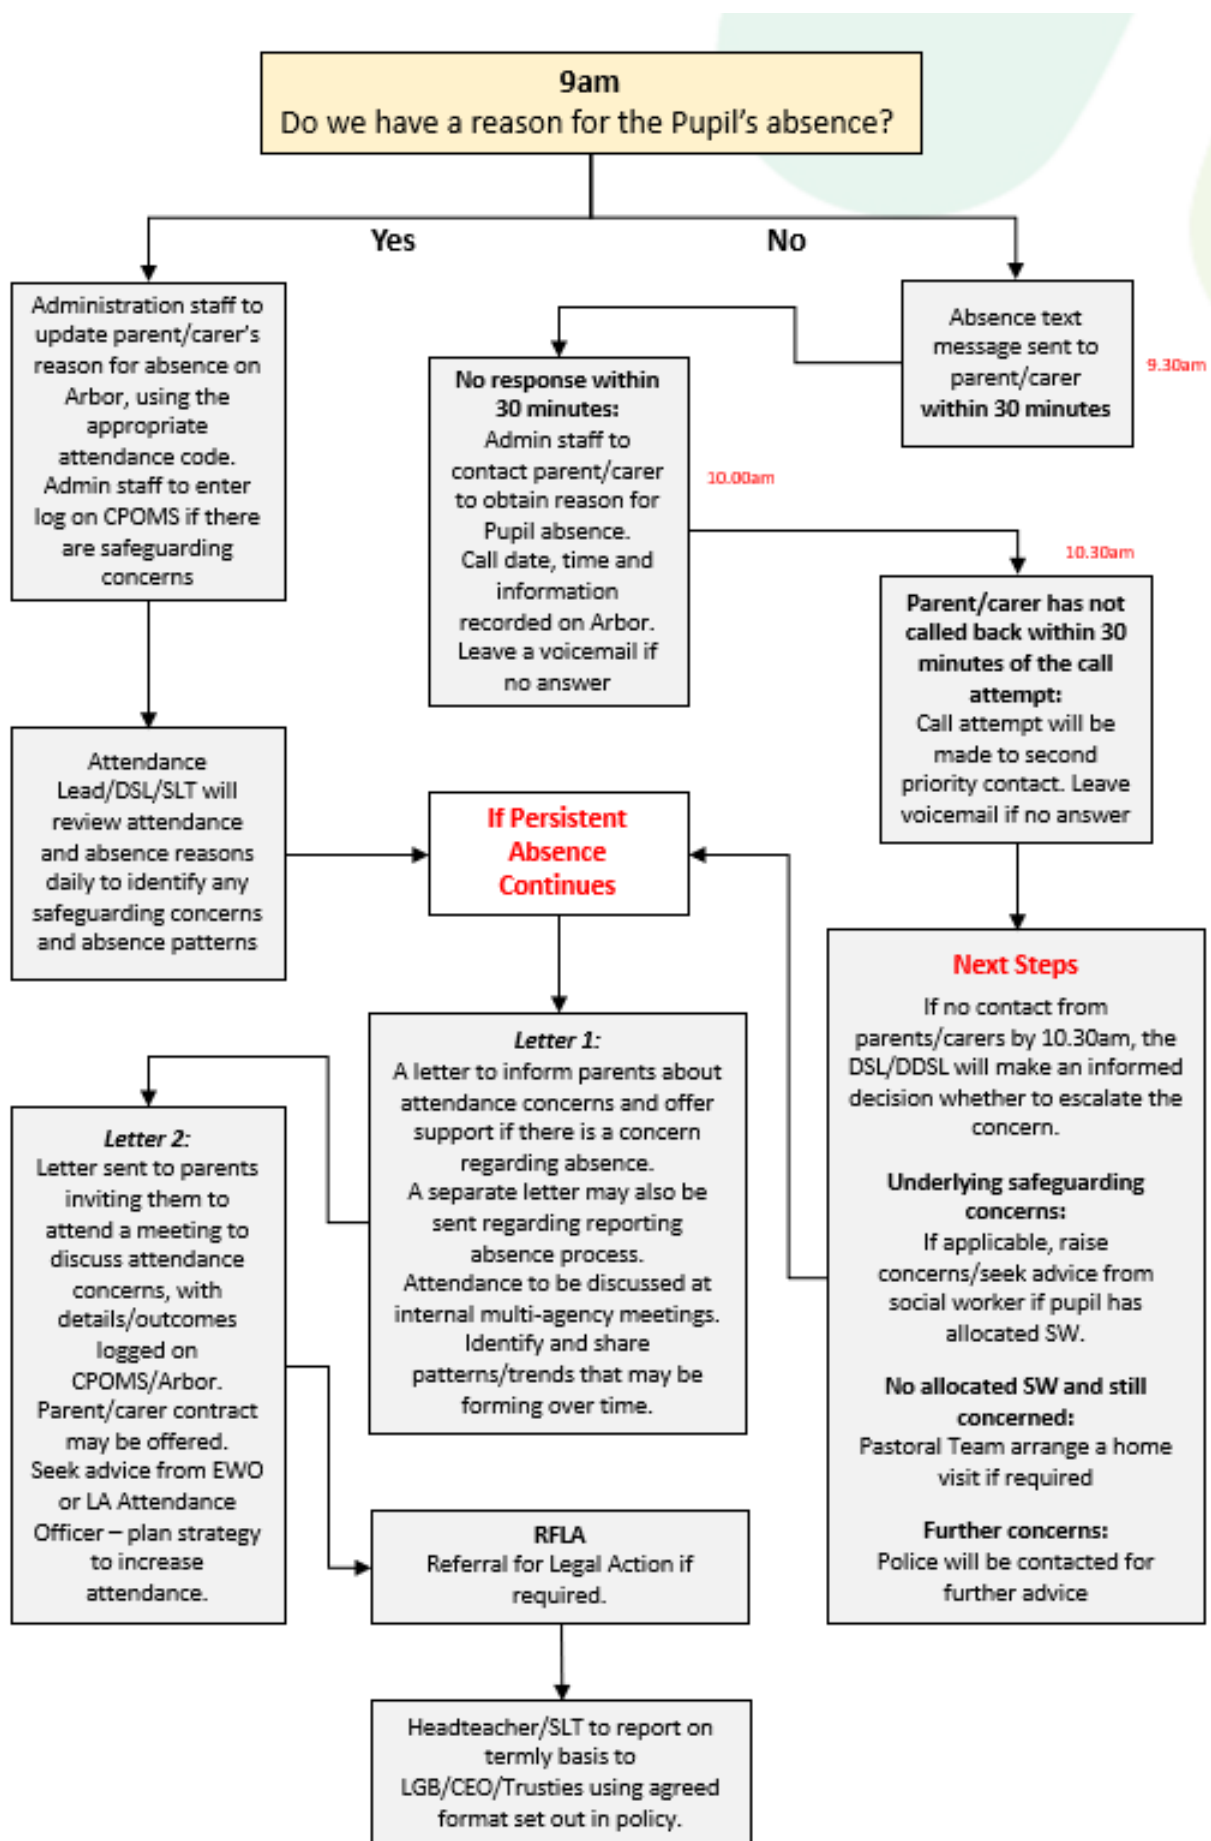 9am
Do we have a reason for the Pupil's absence?
Yes
No
Administration staff to
update parent/carer's
reason for absence on
Arbor, using the
appropriate
attendance code.
Admin staff to enter
log on CPOMS if there
are safeguarding
concerns
Absence text
message sent to
parent/carer
within 30 minutes
9.30am
No response within
30 minutes:
Admin staff to
contact parent/carer
to obtain reason for
Pupil absence.
Call date, time and
information
recorded on Arbor.
Leave a voicemail if
no answer
10.00am
10.30am
Parent/carer has not
called back within 30
minutes of the call
attempt:
Call attempt will be
made to second
priority contact. Leave
voicemail if no answer
Attendance
Lead/DSL/SLT will
review attendance
and absence reasons
daily to identify any
safeguarding concerns
and absence patterns
If Persistent
Absence
Continues
Next Steps
If no contact from
parents/carers by 10.30am, the
DSL/DDSL will make an informed
decision whether to escalate the
concern.
Underlying safeguarding
concerns:
If applicable, raise
concerns/seek advice from
social worker if pupil has
allocated SW.
No allocated SW and still
concerned:
Pastoral Team arrange a home
visit if required
Further concerns:
Police will be contacted for
further advice
Letter 1:
A letter to inform parents about
attendance concerns and offer
support if there is a concern
regarding absence.
A separate letter may also be
sent regarding reporting
absence process.
Attendance to be discussed at
internal multi-agency meetings.
Identify and share
patterns/trends that may be
forming over time.
Letter 2:
Letter sent to parents
inviting them to
attend a meeting to
discuss attendance
concerns, with
details/outcomes
logged on
CPOMS/Arbor.
Parent/carer contract
may be offered.
Seek advice from EWO
or LA Attendance
Officer – plan strategy
to increase
attendance.
RFLA
Referral for Legal Action if
required.
Headteacher/SLT to report on
termly basis to
LGB/CEO/Trusties using agreed
format set out in policy.